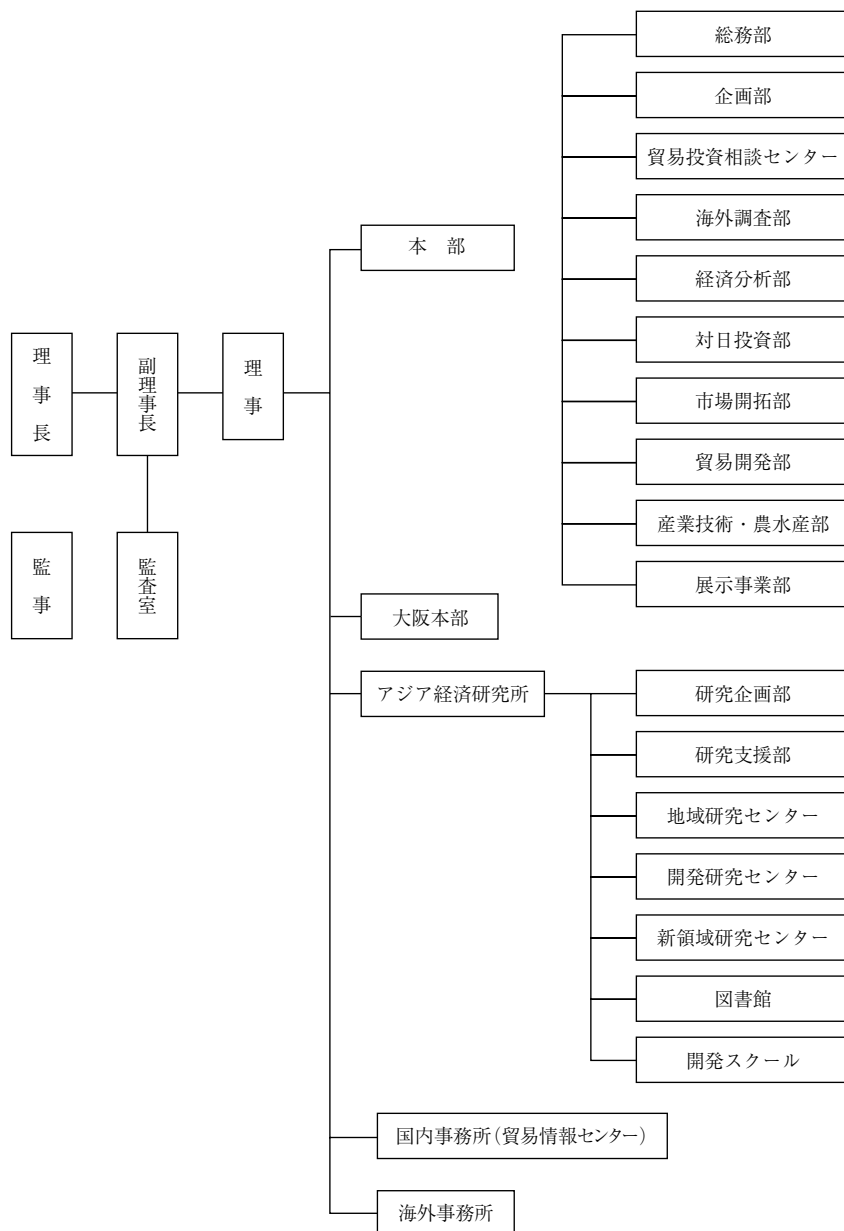 理事長
副理事長
理事
監事
監査室
本　部
総務部
企画部
貿易投資相談センター
海外調査部
経済分析部
対日投資部
市場開拓部
貿易開発部
産業技術・農水産部
展示事業部
大阪本部
アジア経済研究所
研究企画部
研究支援部
地域研究センター
開発研究センター
新領域研究センター
図書館
開発スクール
国内事務所（貿易情報センター）
海外事務所